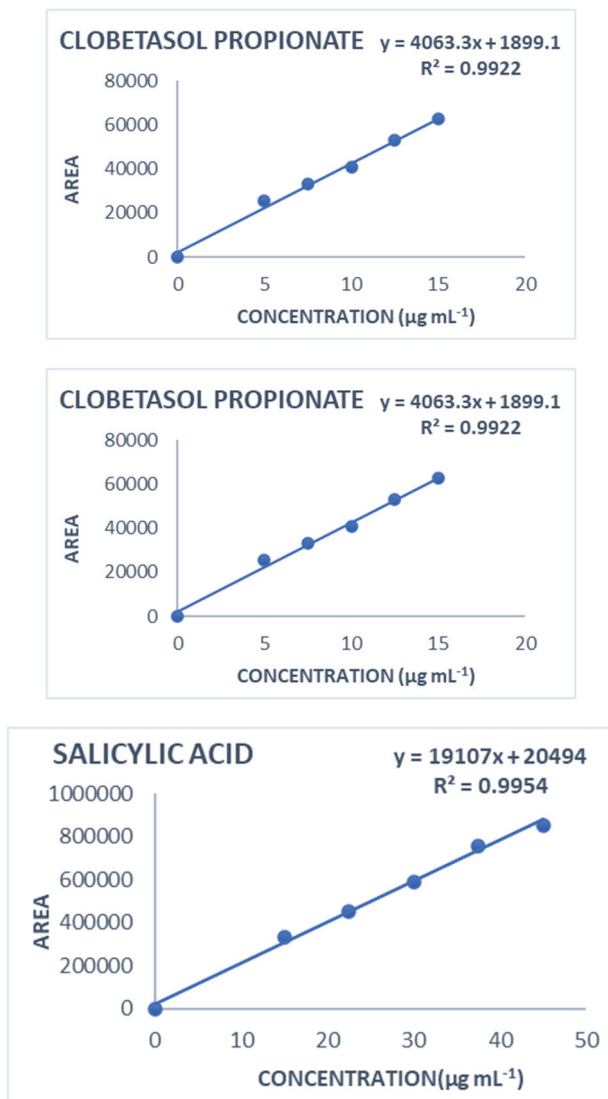 CLOBETASOL PROPIONATE y = 4063.3x + 1899.1
R² = 0.9922
80000
60000
40000
20000
0
AREA
0 5 10 15 20
CONCENTRATION (µg mL⁻¹)
CLOBETASOL PROPIONATE y = 4063.3x + 1899.1
R² = 0.9922
80000
60000
40000
20000
0
AREA
0 5 10 15 20
CONCENTRATION (µg mL⁻¹)
SALICYLIC ACID y = 19107x + 20494
R² = 0.9954
1000000
800000
600000
400000
200000
0
AREA
0 10 20 30 40 50
CONCENTRATION(µg mL⁻¹)